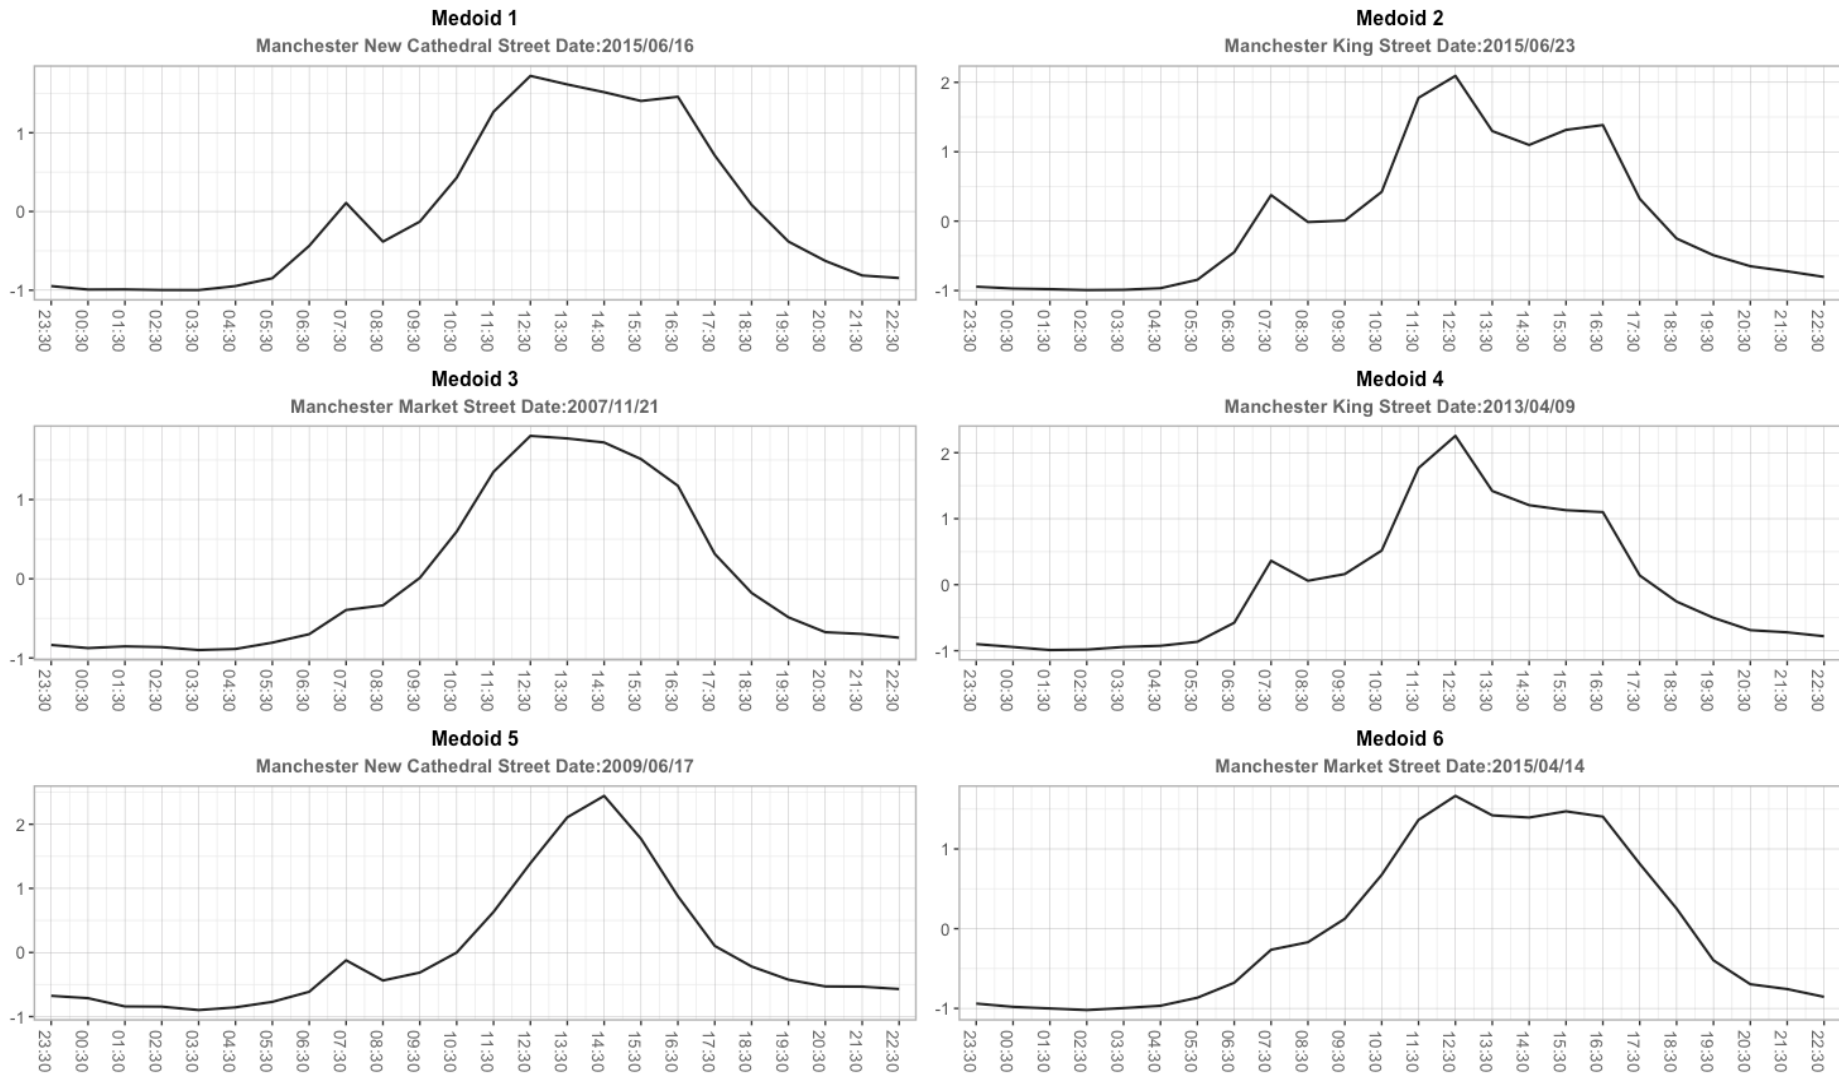 Medoid 1
Manchester New Cathedral Street Date:2015/06/16
1
0
-1
23:30 00:30 01:30 02:30 03:30 04:30 05:30 06:30 07:30 08:30 09:30 10:30 11:30 12:30 13:30 14:30 15:30 16:30 17:30 18:30 19:30 20:30 21:30 22:30
Medoid 2
Manchester King Street Date:2015/06/23
2
1
0
-1
23:30 00:30 01:30 02:30 03:30 04:30 05:30 06:30 07:30 08:30 09:30 10:30 11:30 12:30 13:30 14:30 15:30 16:30 17:30 18:30 19:30 20:30 21:30 22:30
Medoid 3
Manchester Market Street Date:2007/11/21
1
0
-1
23:30 00:30 01:30 02:30 03:30 04:30 05:30 06:30 07:30 08:30 09:30 10:30 11:30 12:30 13:30 14:30 15:30 16:30 17:30 18:30 19:30 20:30 21:30 22:30
Medoid 4
Manchester King Street Date:2013/04/09
2
1
0
-1
23:30 00:30 01:30 02:30 03:30 04:30 05:30 06:30 07:30 08:30 09:30 10:30 11:30 12:30 13:30 14:30 15:30 16:30 17:30 18:30 19:30 20:30 21:30 22:30
Medoid 5
Manchester New Cathedral Street Date:2009/06/17
2
1
0
-1
23:30 00:30 01:30 02:30 03:30 04:30 05:30 06:30 07:30 08:30 09:30 10:30 11:30 12:30 13:30 14:30 15:30 16:30 17:30 18:30 19:30 20:30 21:30 22:30
Medoid 6
Manchester Market Street Date:2015/04/14
1
0
-1
23:30 00:30 01:30 02:30 03:30 04:30 05:30 06:30 07:30 08:30 09:30 10:30 11:30 12:30 13:30 14:30 15:30 16:30 17:30 18:30 19:30 20:30 21:30 22:30